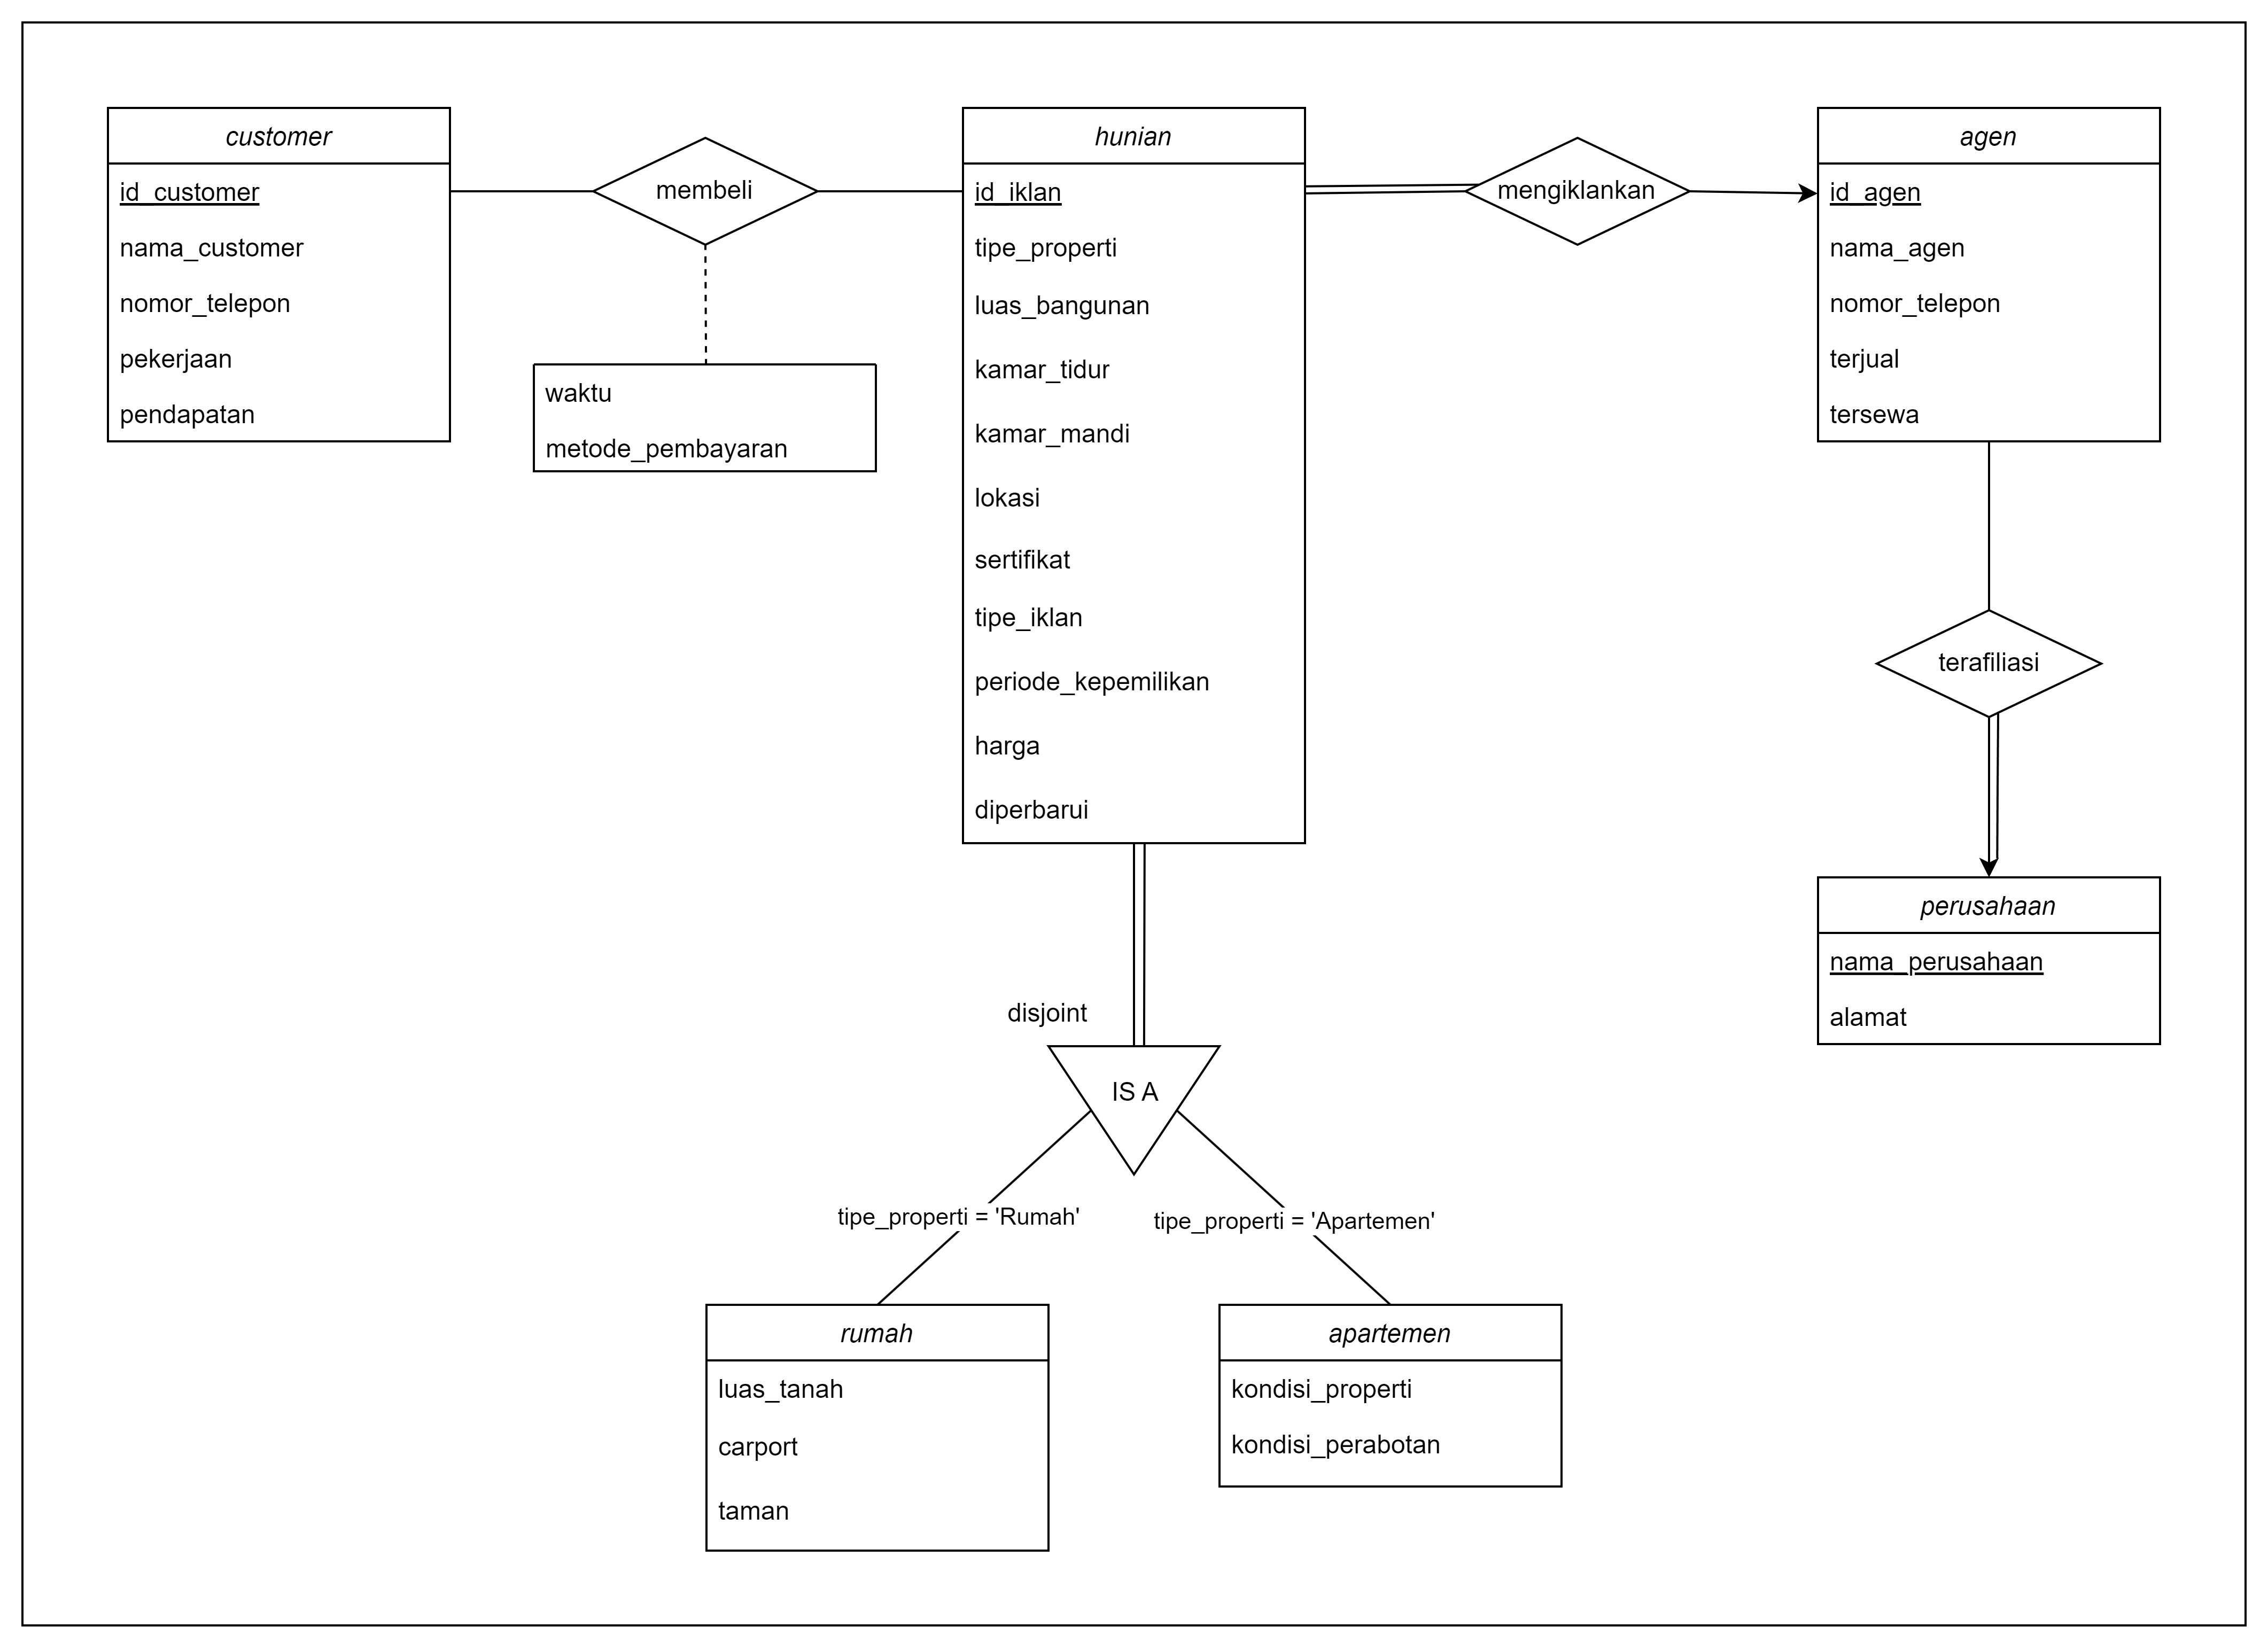 customer
id_customer
nama_customer
nomor_telepon
pekerjaan
pendapatan
membeli
waktu
metode_pembayaran
hunian
id_iklan
tipe_properti
luas_bangunan
kamar_tidur
kamar_mandi
lokasi
sertifikat
tipe_iklan
periode_kepemilikan
harga
diperbarui
mengiklankan
agen
id_agen
nama_agen
nomor_telepon
terjual
tersewa
terafiliasi
perusahaan
nama_perusahaan
alamat
disjoint
IS A
tipe_properti = 'Rumah'
tipe_properti = 'Apartemen'
rumah
luas_tanah
carport
taman
apartemen
kondisi_properti
kondisi_perabotan